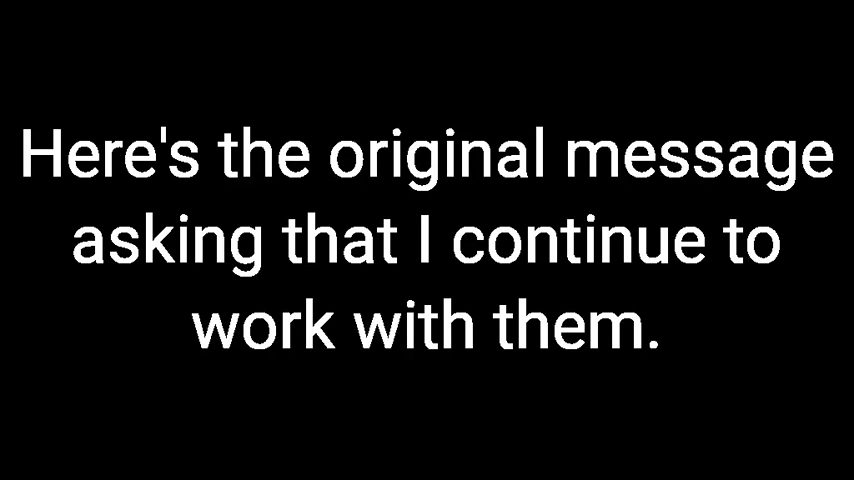 Here's the original message
asking that I continue to
work with them.